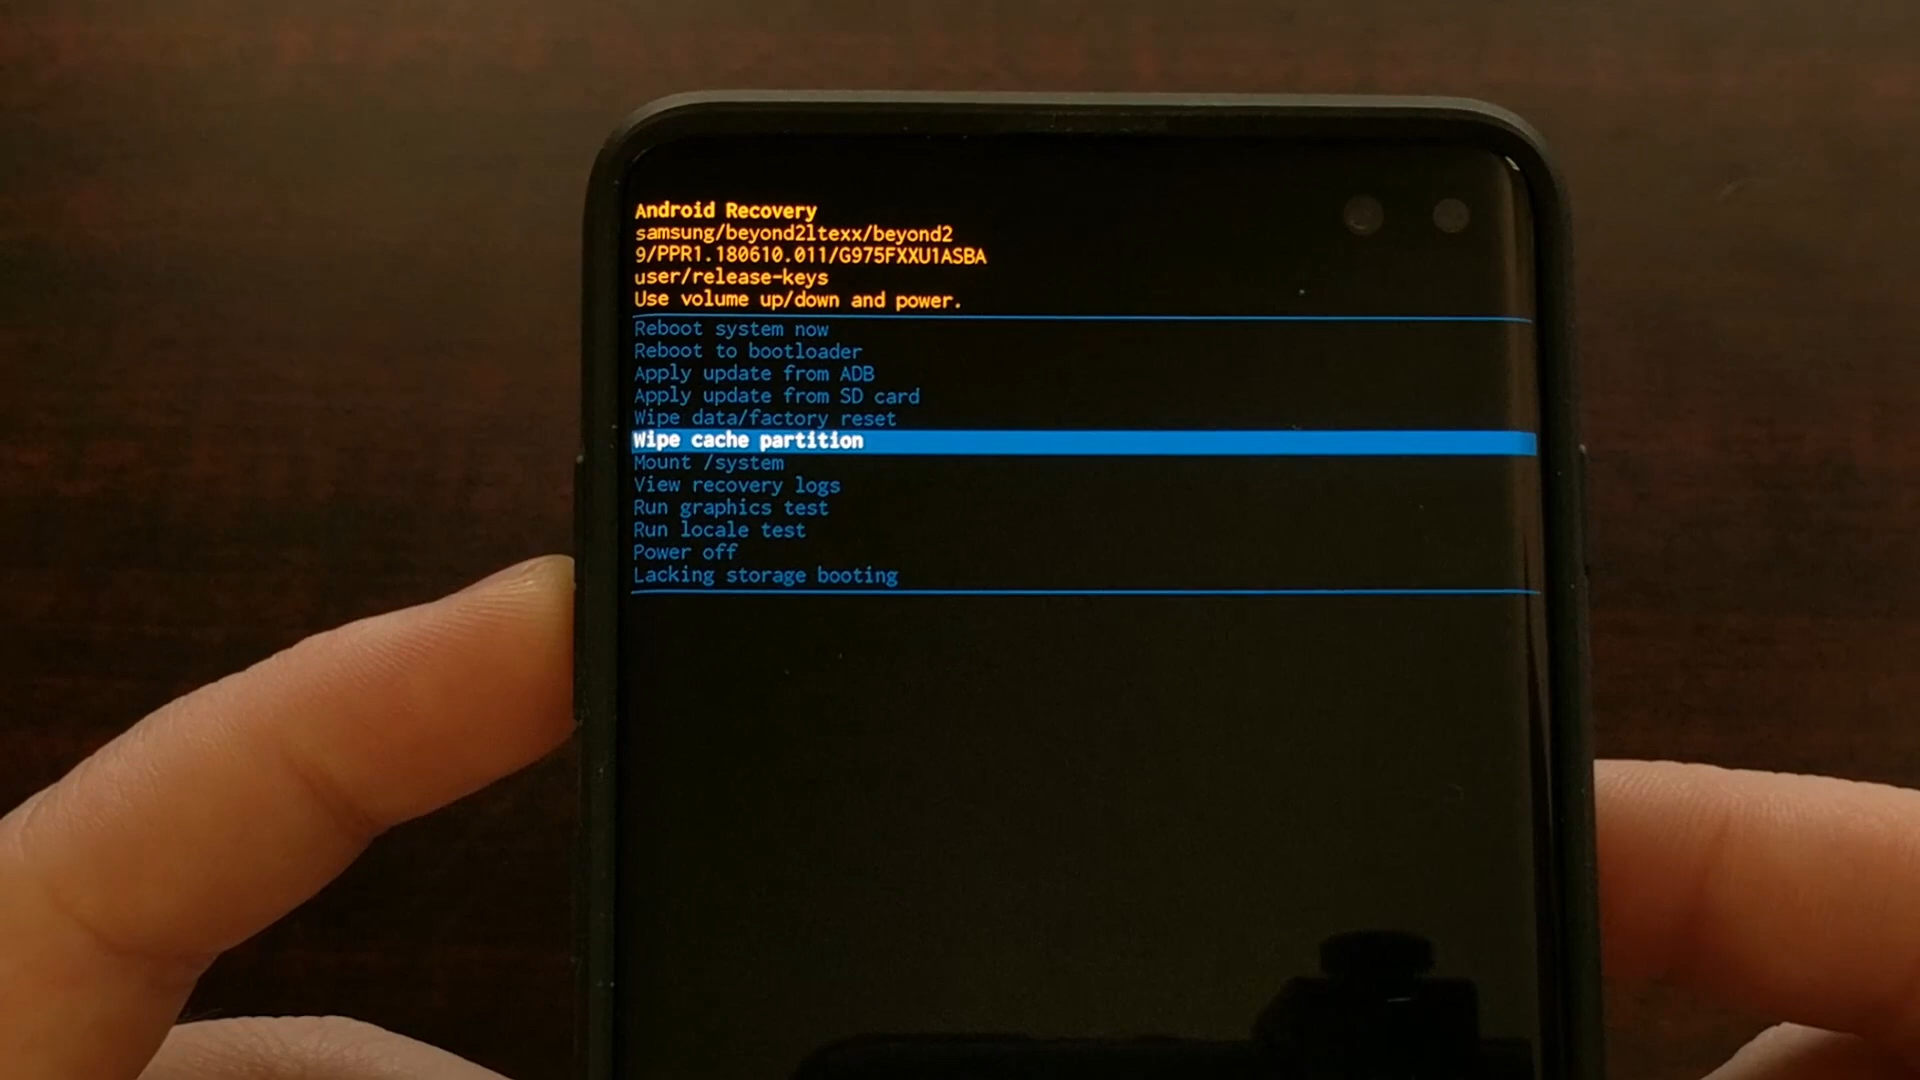 Android Recovery
samsung/beyond2ltexx/beyond2
9/PPR1.180610.011/G975FXXU1ASBA
user/release-keys
Use volume up/down and power.
Reboot system now
Reboot to bootloader
Apply update from ADB
Apply update from SD card
Wipe data/factory reset
Wipe cache partition
Mount /system
View recovery logs
Run graphics test
Run locale test
Power off
Lacking storage booting